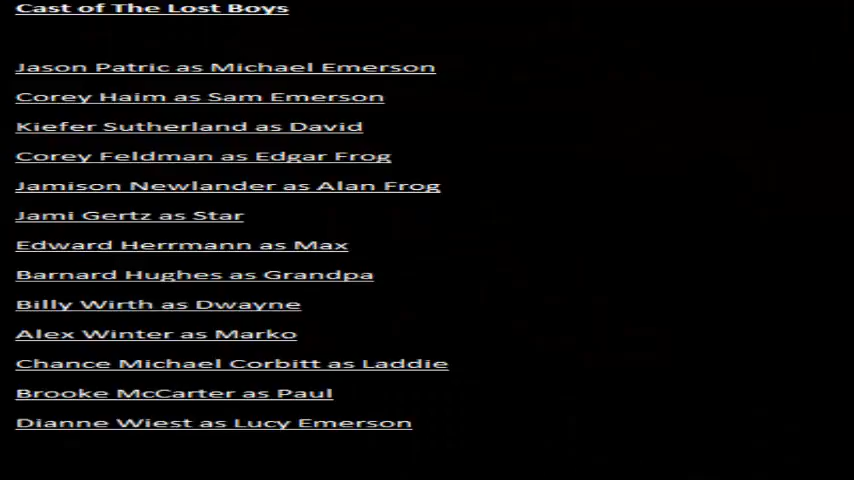 Cast of The Lost Boys
Jason Patric as Michael Emerson
Corey Haim as Sam Emerson
Kiefer Sutherland as David
Corey Feldman as Edgar Frog
Jamison Newlander as Alan Frog
Jami Gertz as Star
Edward Herrmann as Max
Barnard Hughes as Grandpa
Billy Wirth as Dwayne
Alex Winter as Marko
Chance Michael Corbitt as Laddie
Brooke McCarter as Paul
Dianne Wiest as Lucy Emerson